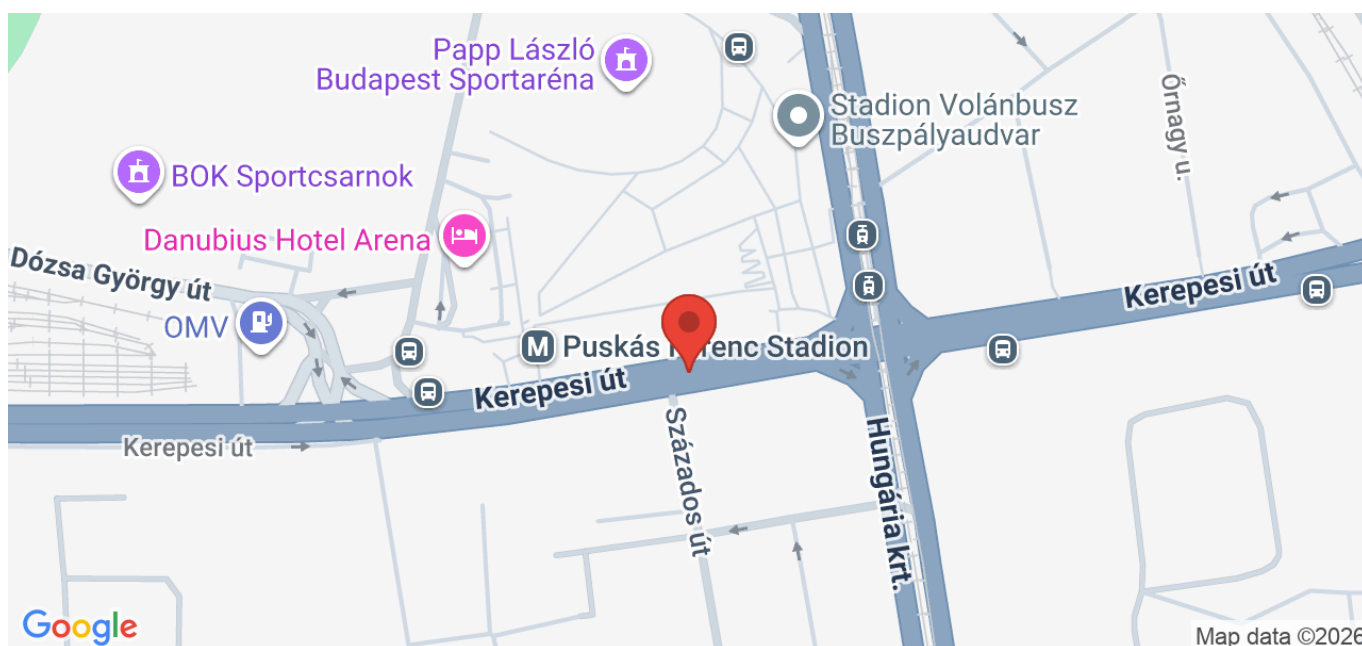 Papp László
Budapest Sportaréna
Stadion Volánbusz
Buszpályaudvar
Őrnagy u.
BOK Sportcsarnok
Danubius Hotel Arena
Dózsa György út
Kerepesi út
OMV
M Puskás Ferenc Stadion
Kerepesi út
Kerepesi út
Százados út
Hungária krt.
Google
Map data ©2026